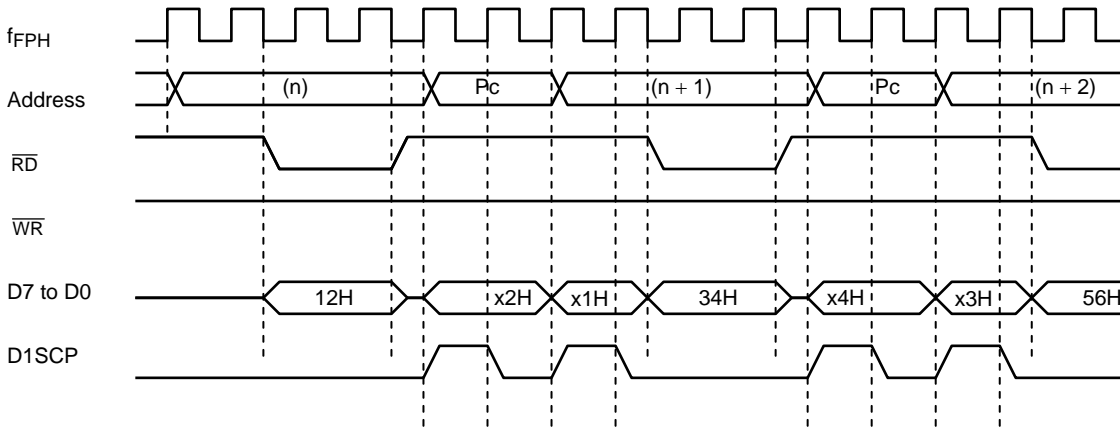 fFPH
Address (n) Pc (n + 1) Pc (n + 2)
RD
WR
D7 to D0 12H x2H x1H 34H x4H x3H 56H
D1SCP